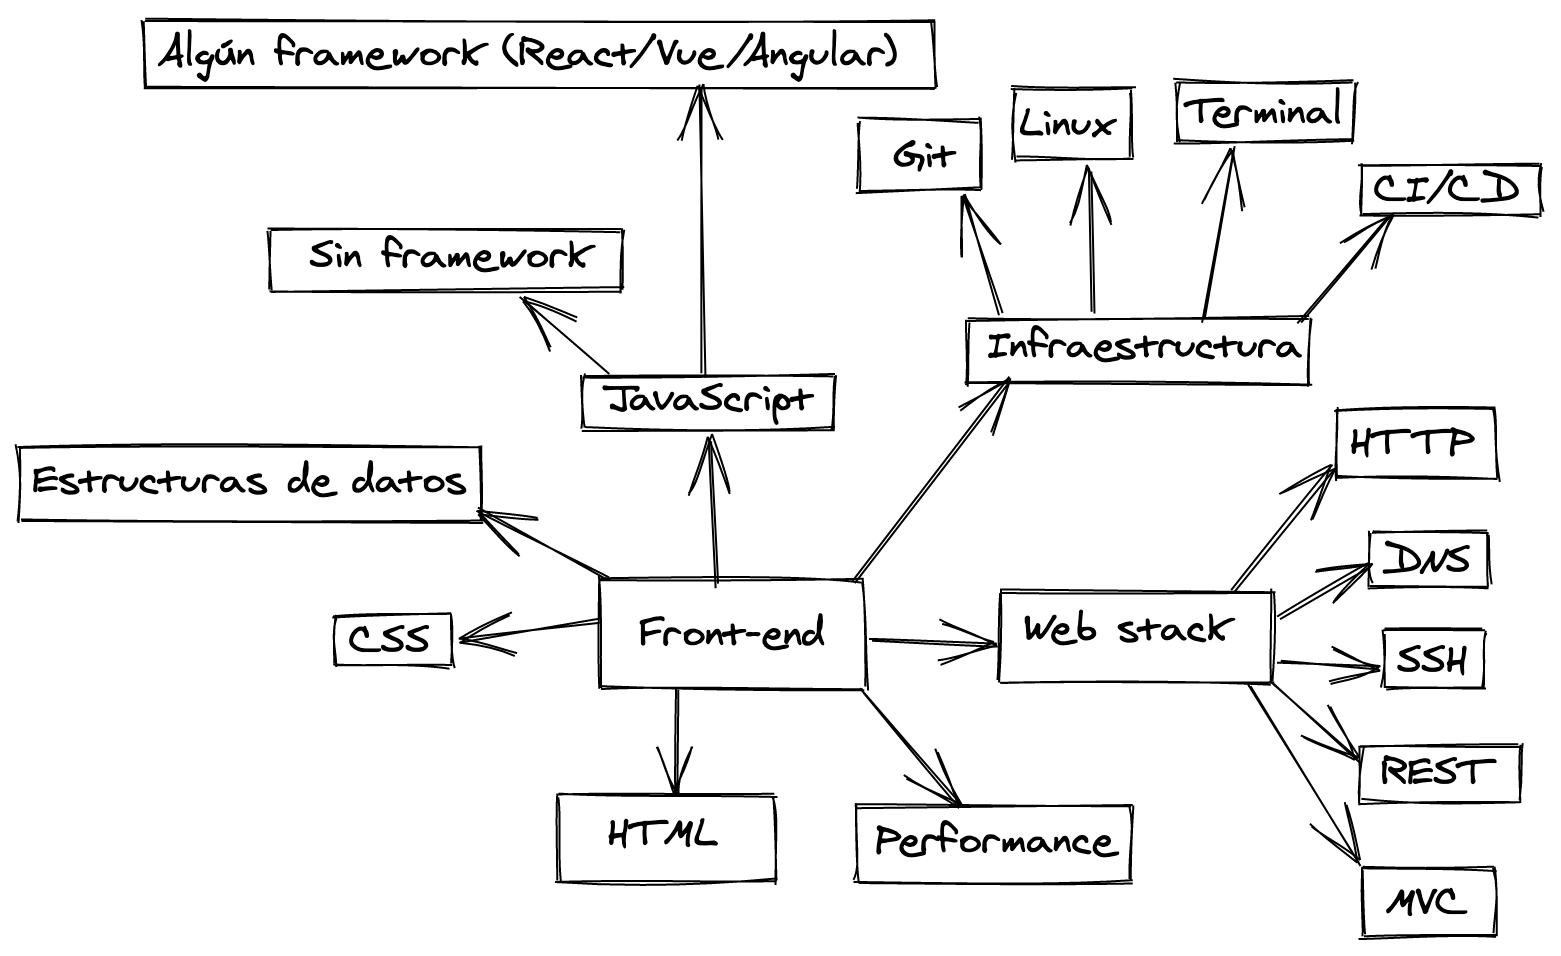 Algún framework (React/Vue/Angular)
Git
Linux
Terminal
CI/CD
Sin framework
Infraestructura
JavaScript
HTTP
Estructuras de datos
DNS
CSS
Front-end
Web stack
SSH
REST
HTML
Performance
MVC